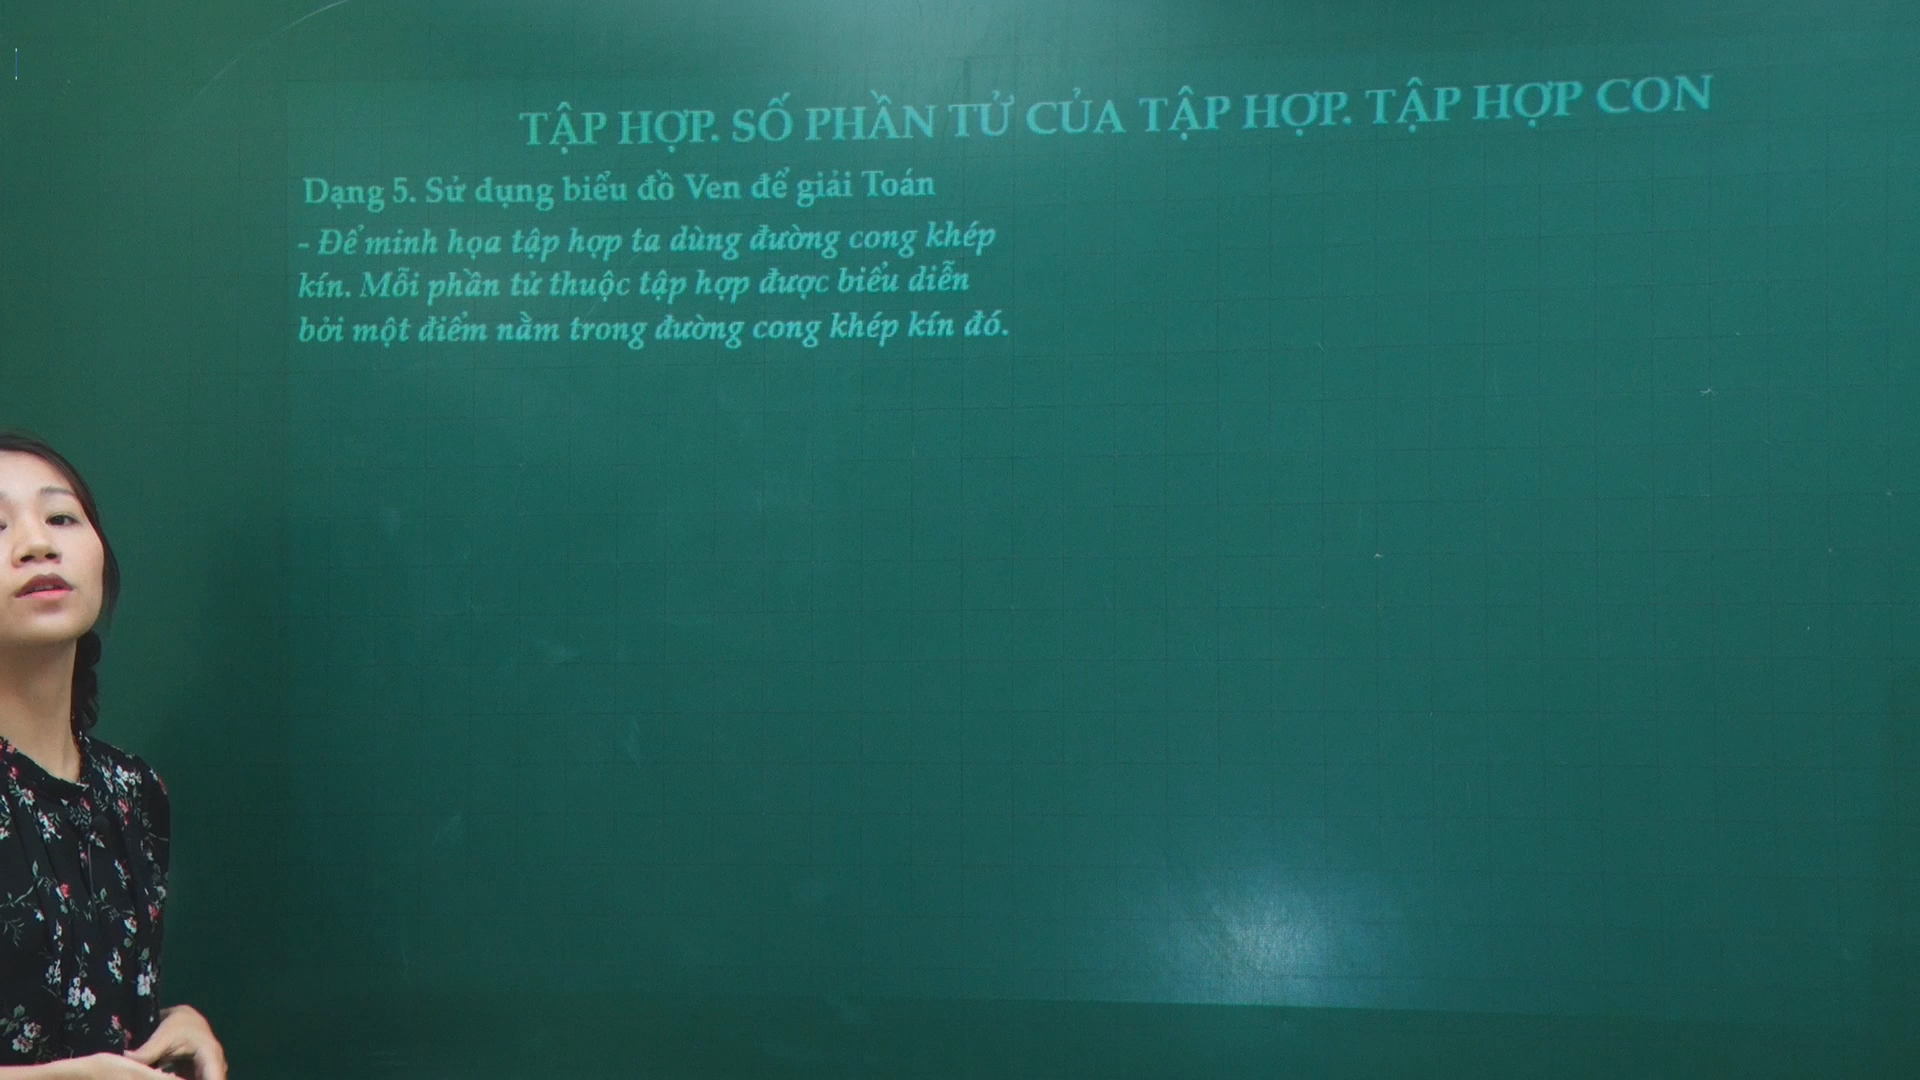 TẬP HỢP. SỐ PHẦN TỬ CỦA TẬP HỢP. TẬP HỢP CON
Dạng 5. Sử dụng biểu đồ Ven để giải Toán
- Để minh họa tập hợp ta dùng đường cong khép
kín. Mỗi phần tử thuộc tập hợp được biểu diễn
bởi một điểm nằm trong đường cong khép kín đó.